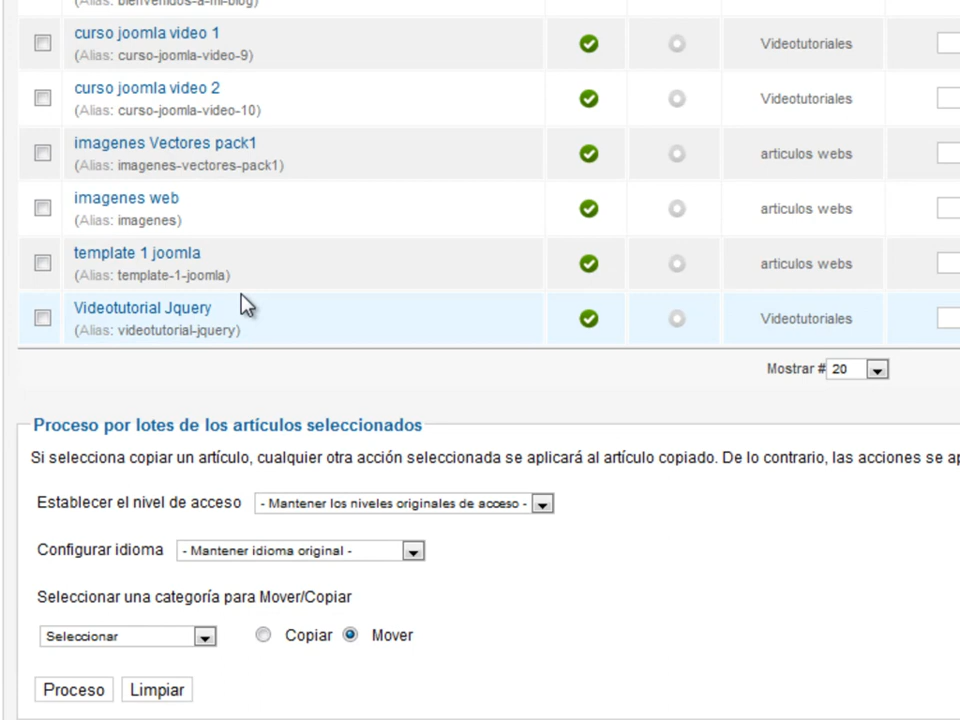 (Alias: bienvenidos-a-mi-blog)
curso joomla video 1
(Alias: curso-joomla-video-9)
Videotutoriales
curso joomla video 2
(Alias: curso-joomla-video-10)
Videotutoriales
imagenes Vectores pack1
(Alias: imagenes-vectores-pack1)
articulos webs
imagenes web
(Alias: imagenes)
articulos webs
template 1 joomla
(Alias: template-1-joomla)
articulos webs
Videotutorial Jquery
(Alias: videotutorial-jquery)
Videotutoriales
Mostrar # 20
Proceso por lotes de los artículos seleccionados
Si selecciona copiar un artículo, cualquier otra acción seleccionada se aplicará al artículo copiado. De lo contrario, las acciones se ap
Establecer el nivel de acceso - Mantener los niveles originales de acceso -
Configurar idioma - Mantener idioma original -
Seleccionar una categoría para Mover/Copiar
Seleccionar Copiar Mover
Proceso Limpiar